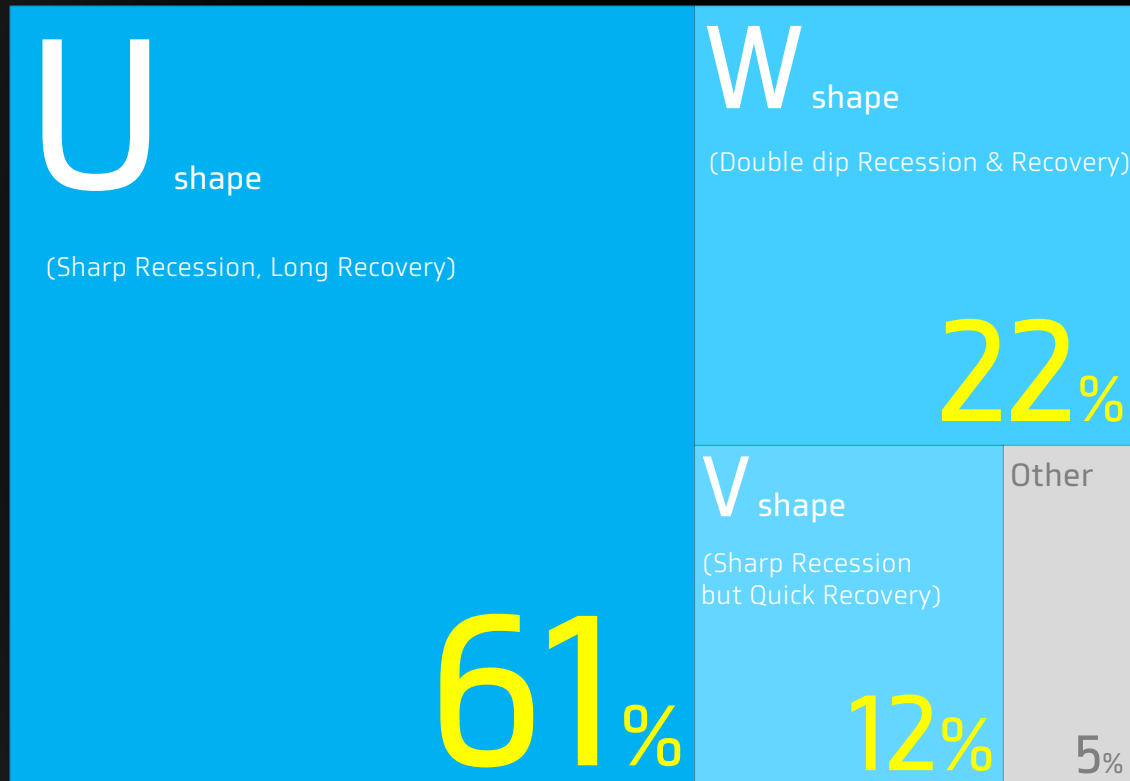 U shape
(Sharp Recession, Long Recovery)
61%
W shape
(Double dip Recession & Recovery)
22%
V shape
(Sharp Recession
but Quick Recovery)
12%
Other
5%